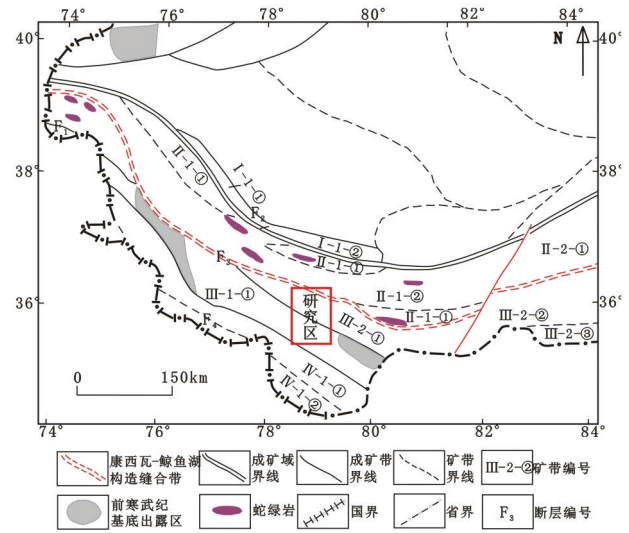 40°
40°
38°
38°
36°
36°
74°
76°
78°
80°
82°
84°
74°
76°
78°
80°
82°
84°
N
F₁
II-1-①
I-1-①
F₂
I-1-②
II-1-①
II-1-②
II-1-①
II-2-①
III-2-②
III-2-③
F₃
III-1-①
研究区
III-2-①
F₄
IV-1-①
IV-1-②
0 150km
康西瓦-鲸鱼湖
构造缝合带
成矿域
界线
成矿带
界线
矿带
界线
III-2-② 矿带编号
前寒武纪
基底出露区
蛇绿岩
国界
省界
F₃ 断层编号